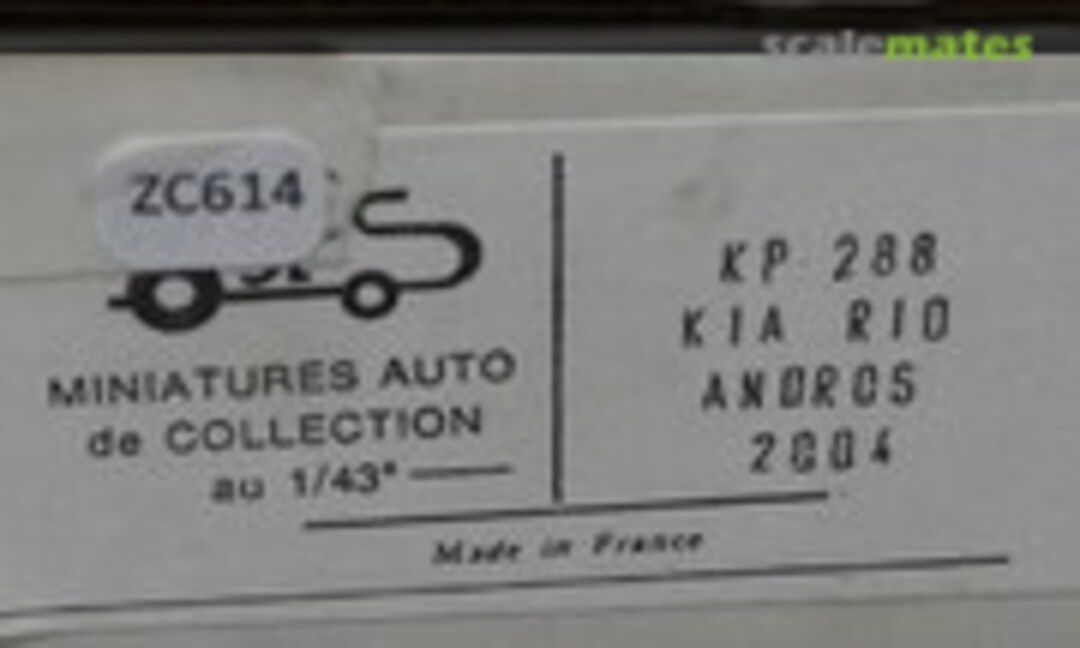 scalemates
ZC614
MINIATURES AUTO
de COLLECTION
au 1/43e
KP 288
KIA RIO
ANDROS
2004
Made in France